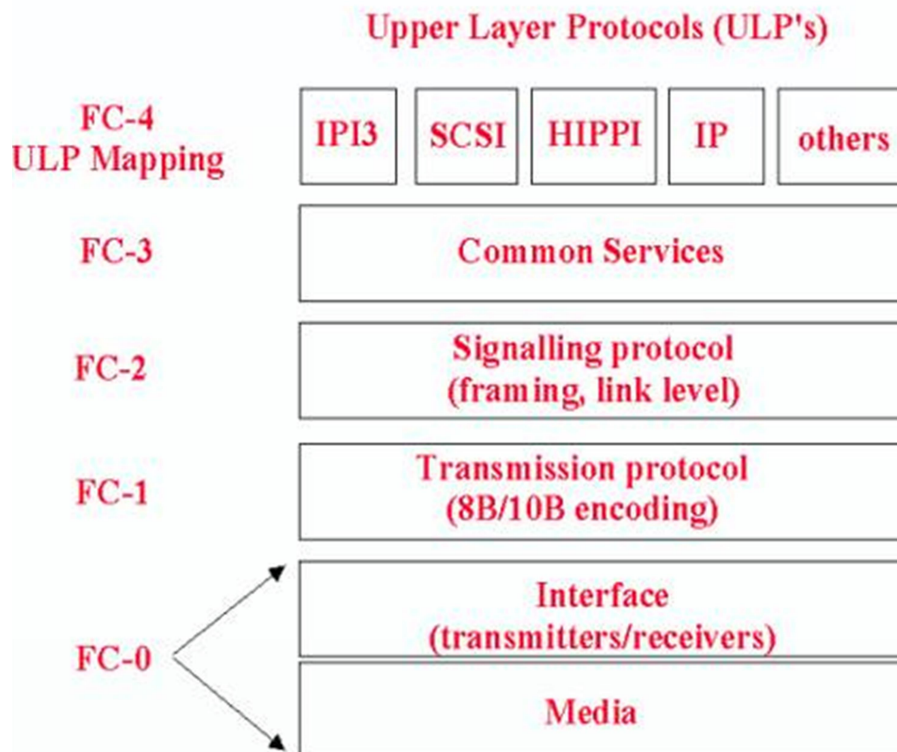 Upper Layer Protocols (ULP's)
FC-4
ULP Mapping
IPI3
SCSI
HIPPI
IP
others
FC-3
Common Services
FC-2
Signalling protocol
(framing, link level)
FC-1
Transmission protocol
(8B/10B encoding)
FC-0
Interface
(transmitters/receivers)
Media